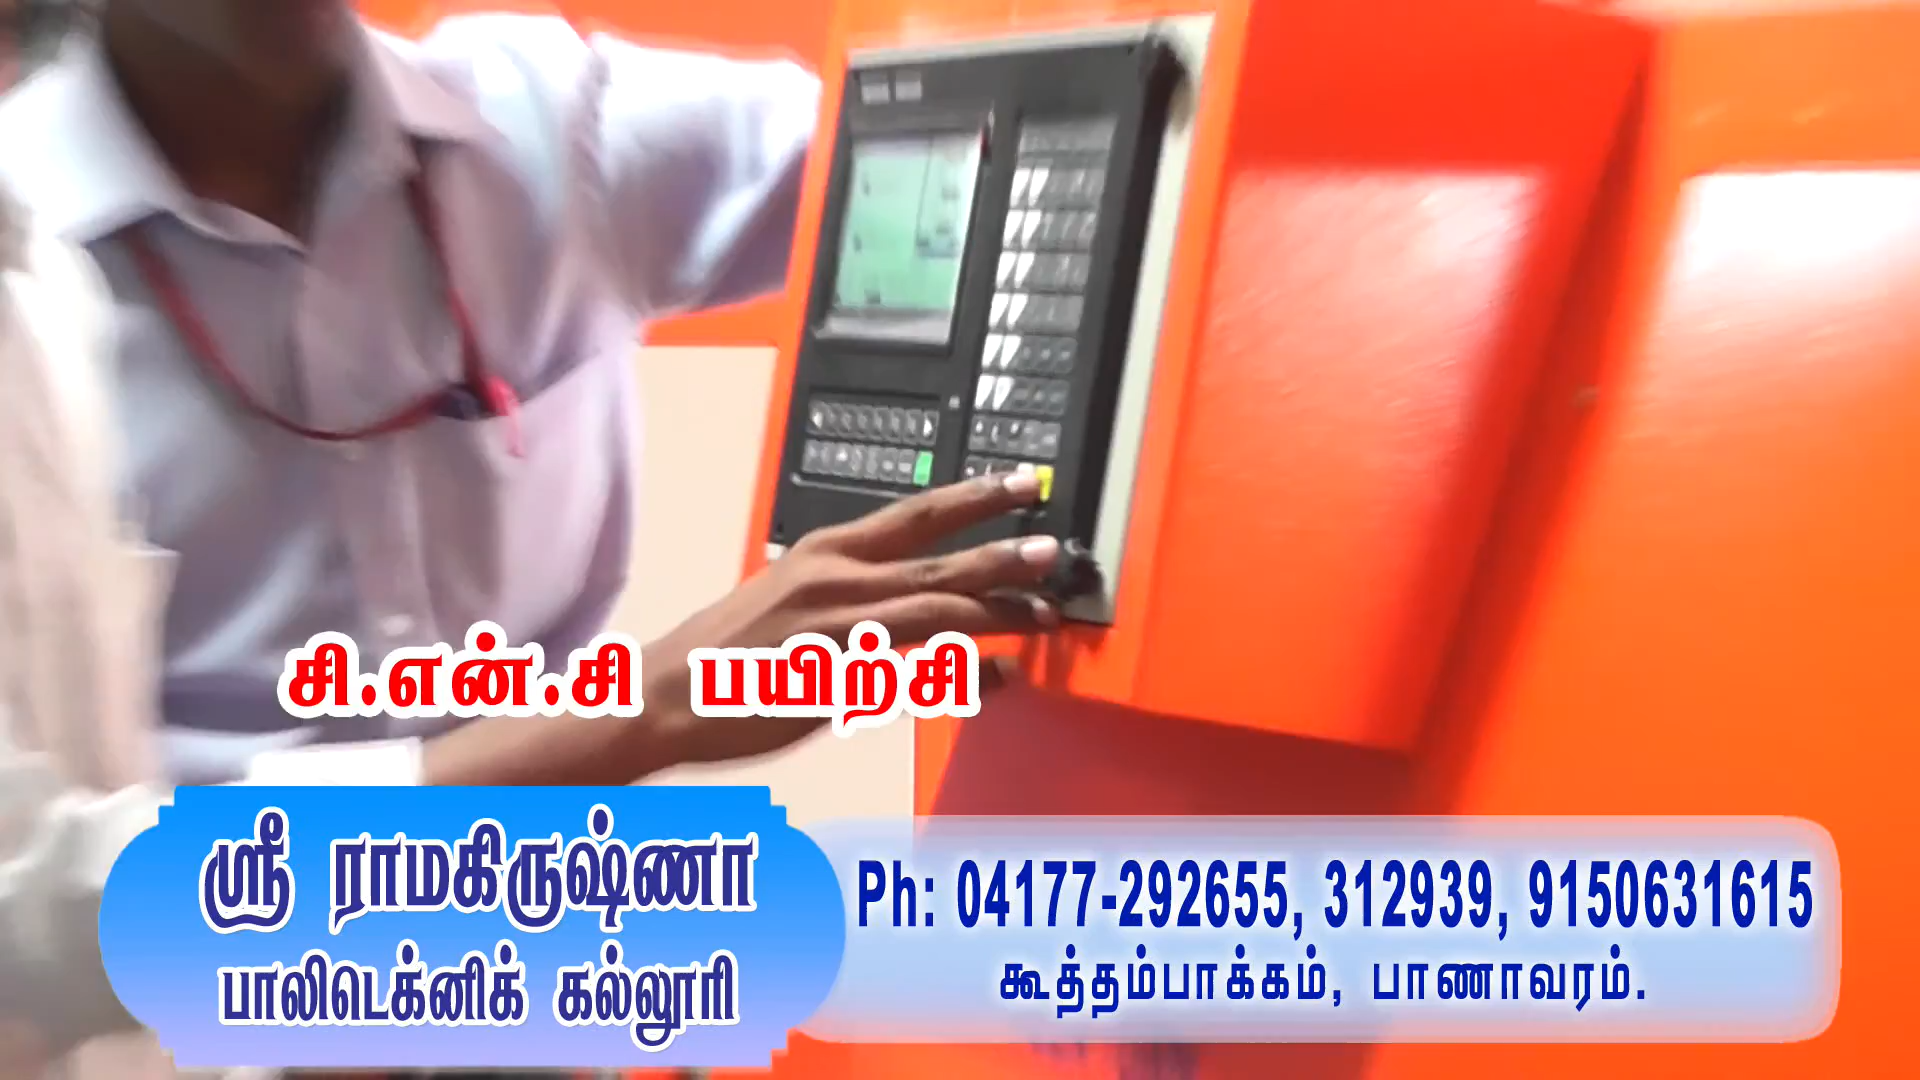 சி.என்.சி பயிற்சி
ஸ்ரீ ராமகிருஷ்ணா
பாலிடெக்னிக் கல்லூரி
Ph: 04177-292655, 312939, 9150631615
கூத்தம்பாக்கம், பாணாவரம்.